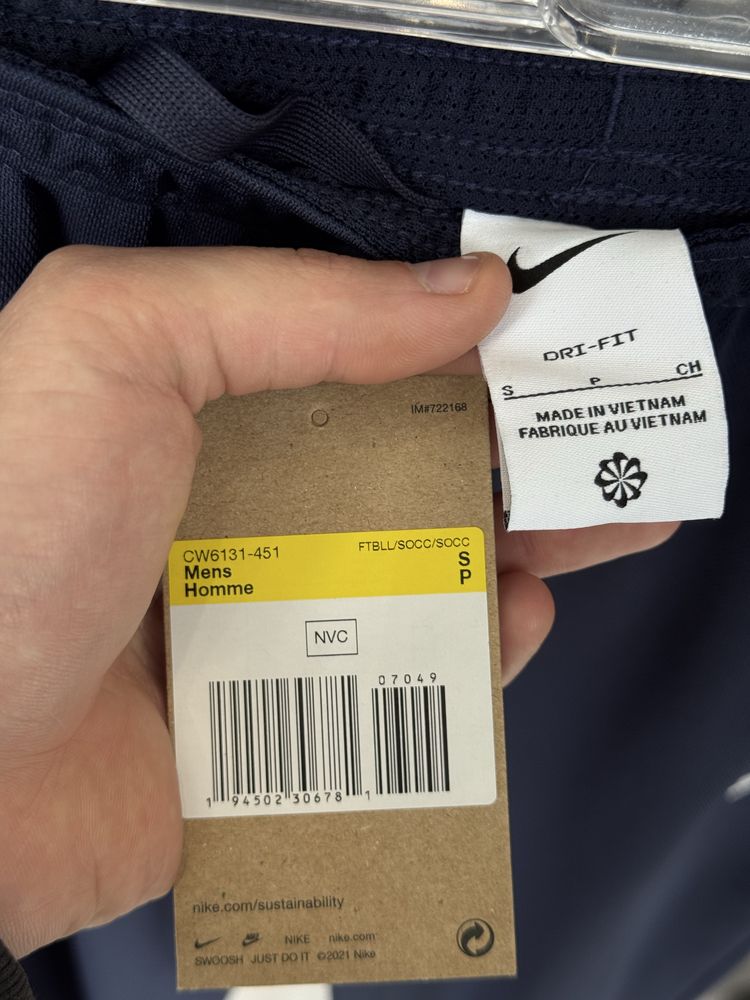 DRI-FIT
S P CH
MADE IN VIETNAM
FABRIQUE AU VIETNAM
IM#722168
CW6131-451 FTBLL/SOCC/SOCC
Mens S
Homme P
NVC
07049
1 94502 30678 1
nike.com/sustainability
NIKE nike.com
SWOOSH JUST DO IT ©2021 Nike